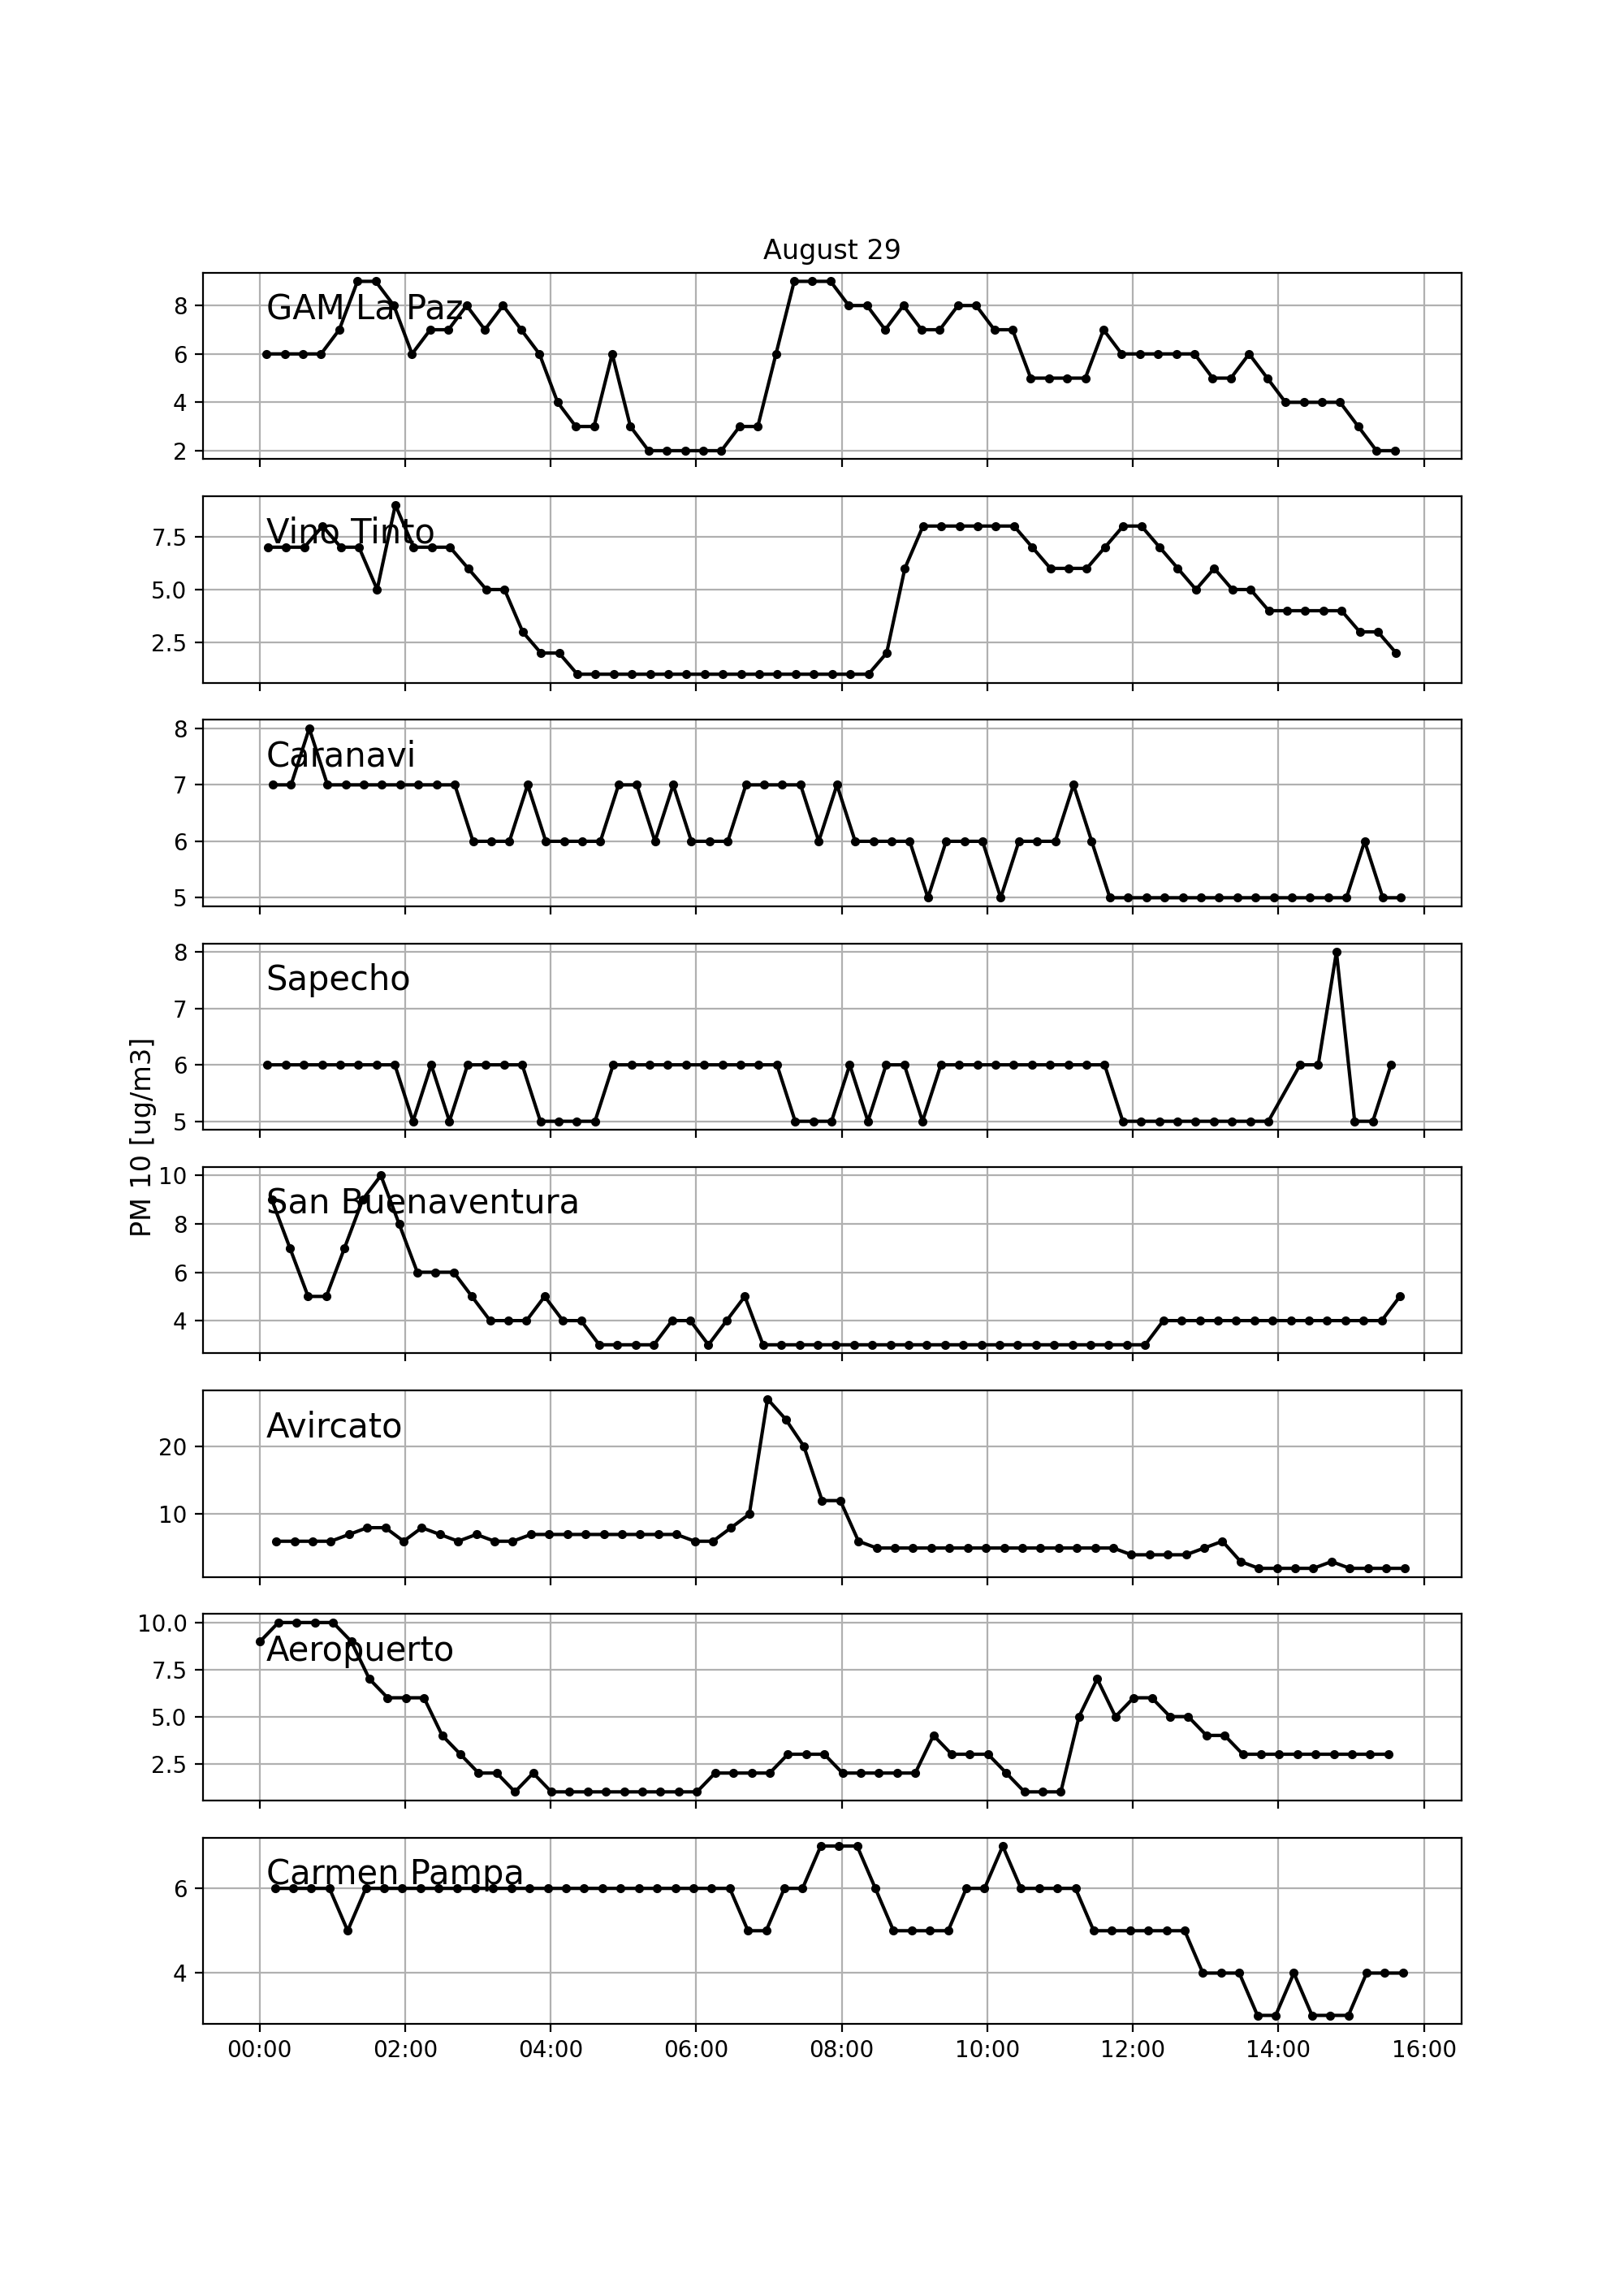 August 29
GAM La Paz
8
6
4
2
Vino Tinto
7.5
5.0
2.5
Caranavi
8
7
6
5
PM 10 [ug/m3]
Sapecho
8
7
6
5
San Buenaventura
10
8
6
4
Avircato
20
10
Aeropuerto
10.0
7.5
5.0
2.5
Carmen Pampa
6
4
00:00 02:00 04:00 06:00 08:00 10:00 12:00 14:00 16:00